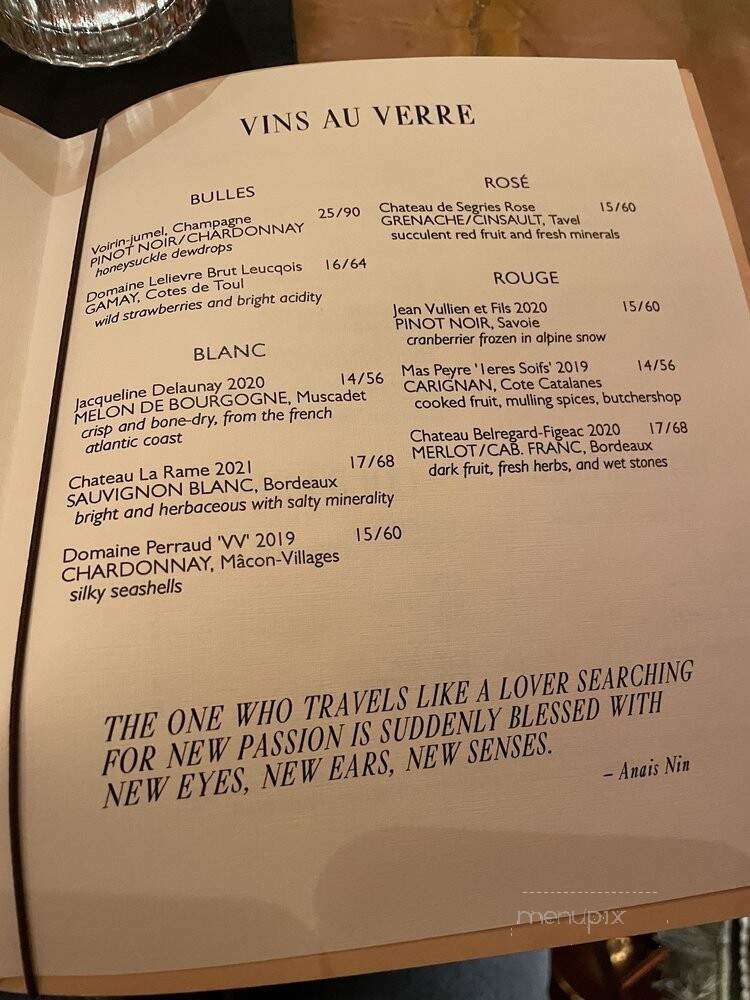 VINS AU VERRE
BULLES
Voirin-jumel, Champagne 25/90
PINOT NOIR/CHARDONNAY
honeysuckle dewdrops
Domaine Lelievre Brut Leucqois 16/64
GAMAY, Cotes de Toul
wild strawberries and bright acidity
BLANC
Jacqueline Delaunay 2020 14/56
MELON DE BOURGOGNE, Muscadet
crisp and bone-dry, from the french
atlantic coast
Chateau La Rame 2021 17/68
SAUVIGNON BLANC, Bordeaux
bright and herbaceous with salty minerality
Domaine Perraud 'VV' 2019 15/60
CHARDONNAY, Mâcon-Villages
silky seashells
ROSÉ
Chateau de Segries Rose 15/60
GRENACHE/CINSAULT, Tavel
succulent red fruit and fresh minerals
ROUGE
Jean Vullien et Fils 2020 15/60
PINOT NOIR, Savoie
cranberrier frozen in alpine snow
Mas Peyre '1eres Soifs' 2019 14/56
CARIGNAN, Cote Catalanes
cooked fruit, mulling spices, butchershop
Chateau Belregard-Figeac 2020 17/68
MERLOT/CAB. FRANC, Bordeaux
dark fruit, fresh herbs, and wet stones
THE ONE WHO TRAVELS LIKE A LOVER SEARCHING
FOR NEW PASSION IS SUDDENLY BLESSED WITH
NEW EYES, NEW EARS, NEW SENSES.
– Anais Nin
menupix